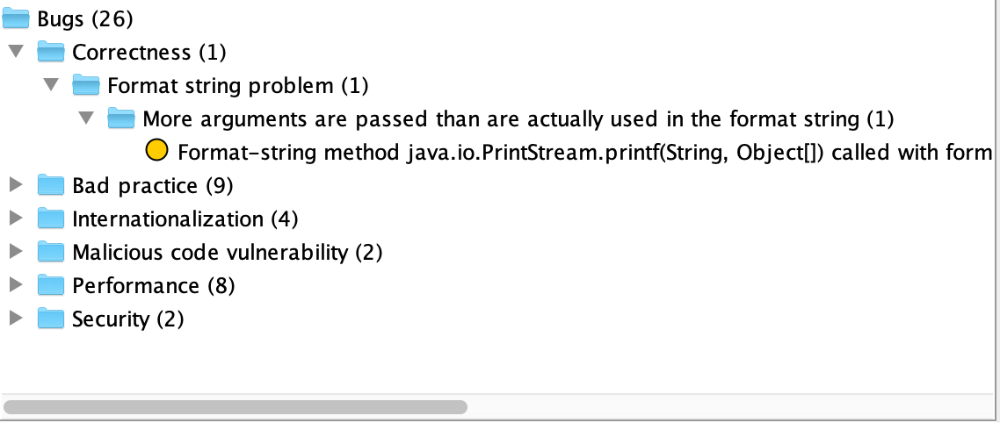 Bugs (26)
Correctness (1)
Format string problem (1)
More arguments are passed than are actually used in the format string (1)
Format-string method java.io.PrintStream.printf(String, Object[]) called with form
Bad practice (9)
Internationalization (4)
Malicious code vulnerability (2)
Performance (8)
Security (2)